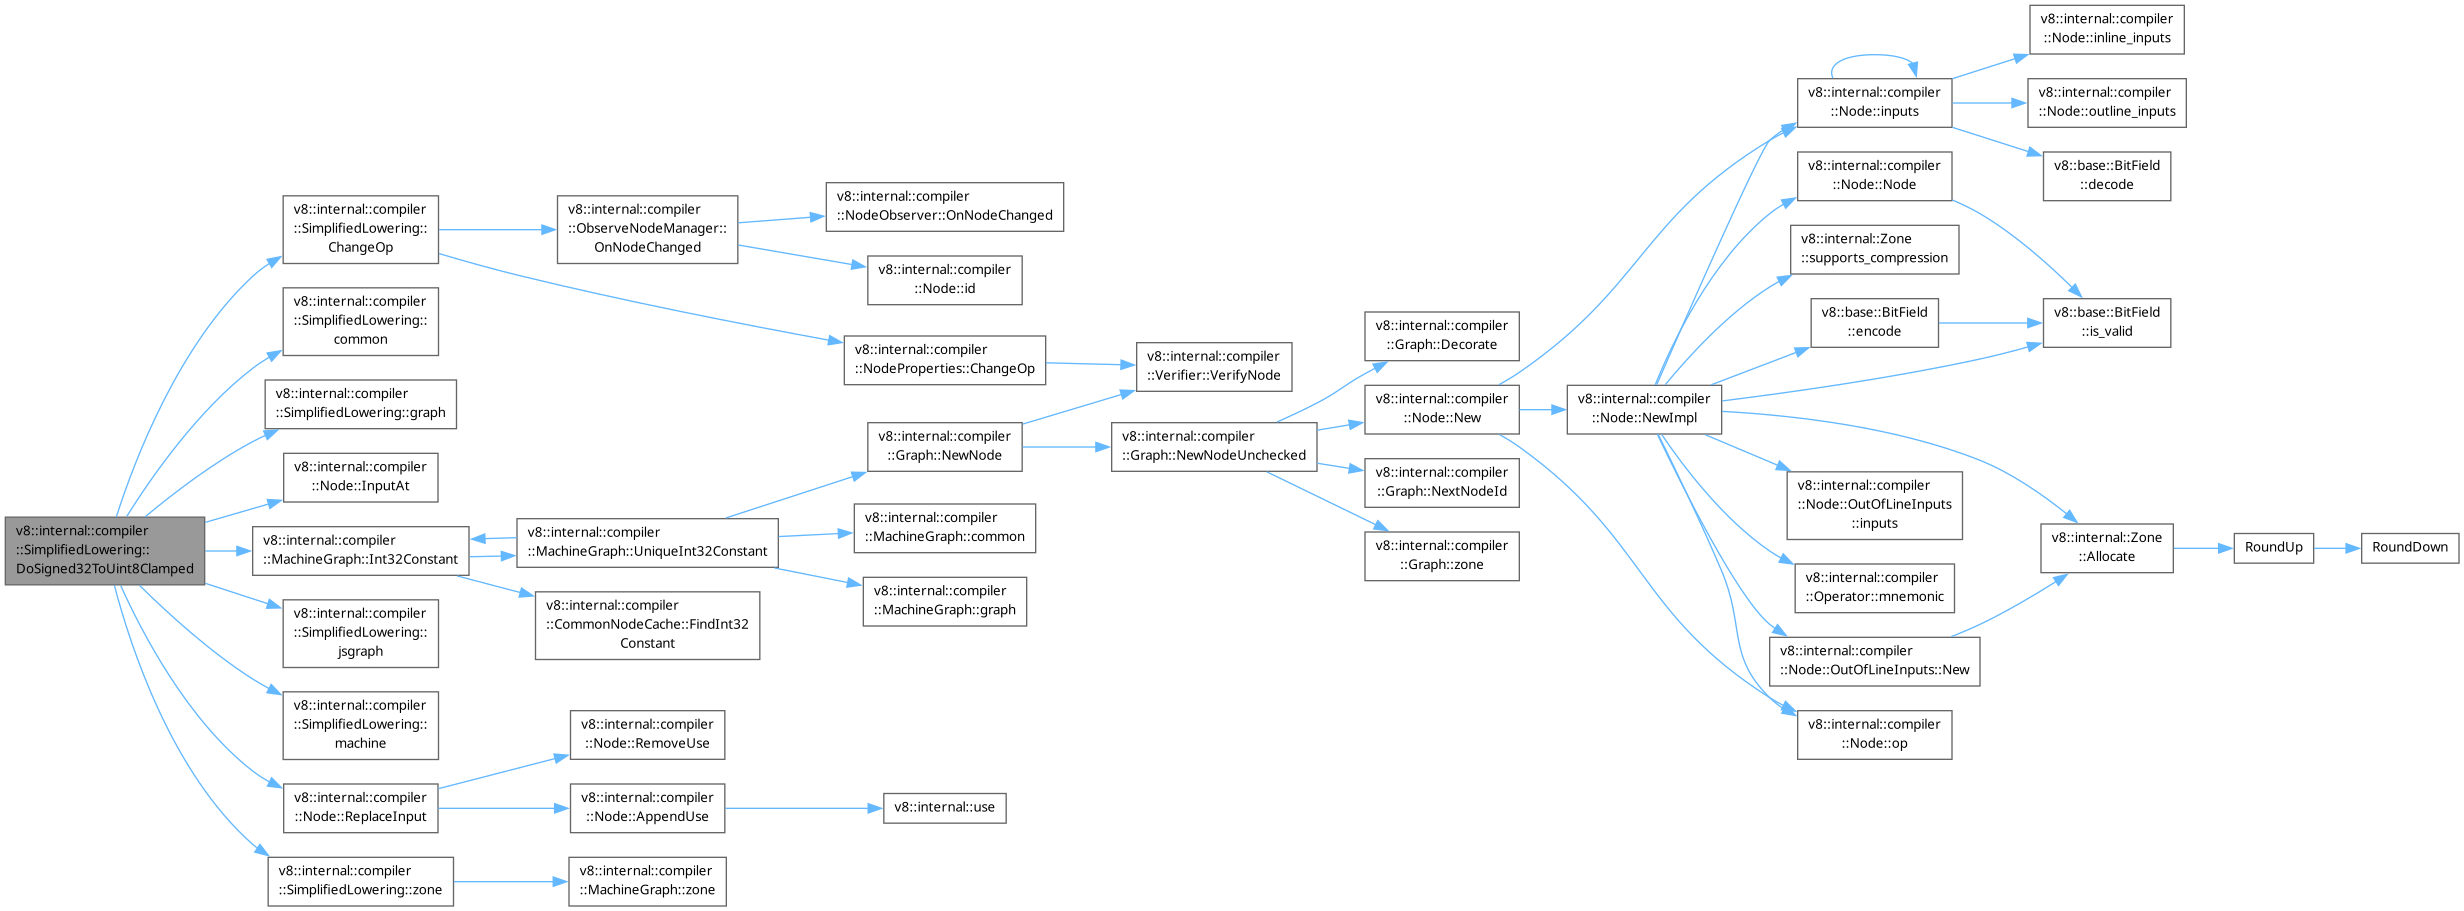 v8::internal::compiler
::SimplifiedLowering::
DoSigned32ToUint8Clamped
v8::internal::compiler
::SimplifiedLowering::
ChangeOp
v8::internal::compiler
::SimplifiedLowering::
common
v8::internal::compiler
::SimplifiedLowering::graph
v8::internal::compiler
::Node::InputAt
v8::internal::compiler
::MachineGraph::Int32Constant
v8::internal::compiler
::SimplifiedLowering::
jsgraph
v8::internal::compiler
::SimplifiedLowering::
machine
v8::internal::compiler
::Node::ReplaceInput
v8::internal::compiler
::SimplifiedLowering::zone
v8::internal::compiler
::ObserveNodeManager::
OnNodeChanged
v8::internal::compiler
::MachineGraph::UniqueInt32Constant
v8::internal::compiler
::CommonNodeCache::FindInt32
Constant
v8::internal::compiler
::Node::RemoveUse
v8::internal::compiler
::Node::AppendUse
v8::internal::compiler
::MachineGraph::zone
v8::internal::compiler
::NodeObserver::OnNodeChanged
v8::internal::compiler
::Node::id
v8::internal::compiler
::NodeProperties::ChangeOp
v8::internal::compiler
::Graph::NewNode
v8::internal::compiler
::MachineGraph::common
v8::internal::compiler
::MachineGraph::graph
v8::internal::use
v8::internal::compiler
::Verifier::VerifyNode
v8::internal::compiler
::Graph::NewNodeUnchecked
v8::internal::compiler
::Graph::Decorate
v8::internal::compiler
::Node::New
v8::internal::compiler
::Graph::NextNodeId
v8::internal::compiler
::Graph::zone
v8::internal::compiler
::Node::NewImpl
v8::internal::compiler
::Node::inputs
v8::internal::compiler
::Node::Node
v8::internal::Zone
::supports_compression
v8::base::BitField
::encode
v8::internal::compiler
::Node::OutOfLineInputs
::inputs
v8::internal::compiler
::Operator::mnemonic
v8::internal::compiler
::Node::OutOfLineInputs::New
v8::internal::compiler
::Node::op
v8::internal::compiler
::Node::inline_inputs
v8::internal::compiler
::Node::outline_inputs
v8::base::BitField
::decode
v8::base::BitField
::is_valid
v8::internal::Zone
::Allocate
RoundUp
RoundDown